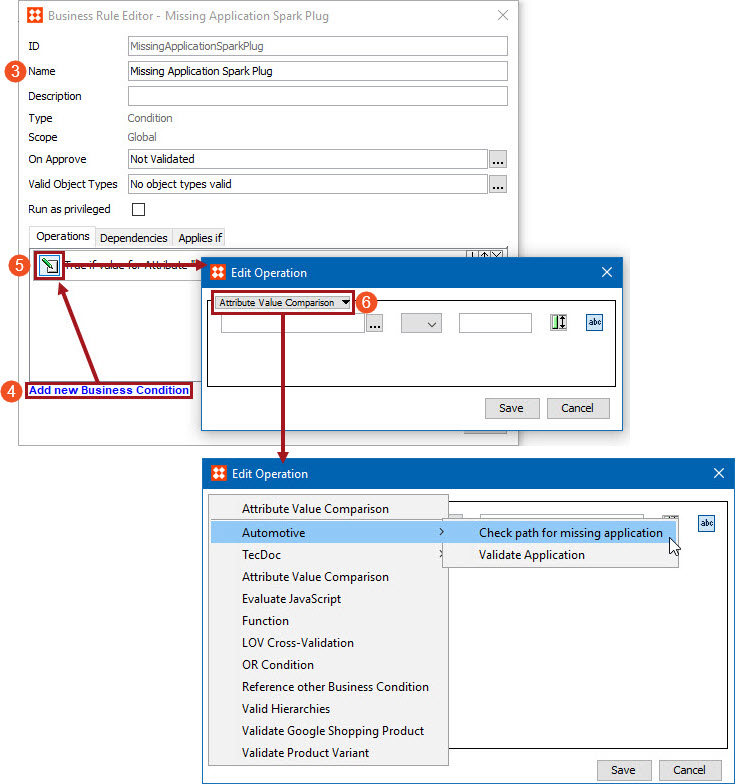 Business Rule Editor - Missing Application Spark Plug
ID MissingApplicationSparkPlug
3 Name Missing Application Spark Plug
Description
Type Condition
Scope Global
On Approve Not Validated ...
Valid Object Types No object types valid ...
Run as privileged
Operations Dependencies Applies if
5 True if value for Attribute
Edit Operation
Attribute Value Comparison 6
... abc
4 Add new Business Condition
Save Cancel
Edit Operation
Attribute Value Comparison
abc
Automotive Check path for missing application
TecDoc Validate Application
Attribute Value Comparison
Evaluate JavaScript
Function
LOV Cross-Validation
OR Condition
Reference other Business Condition
Valid Hierarchies
Validate Google Shopping Product
Validate Product Variant
Save Cancel